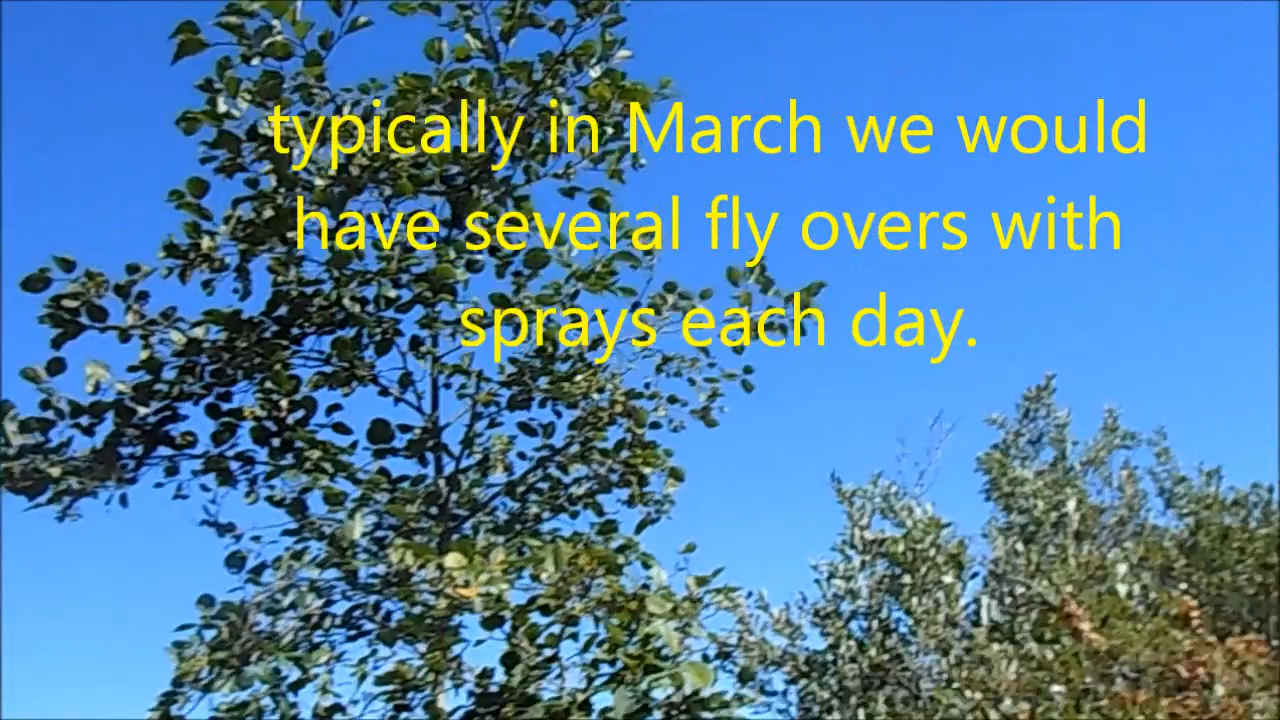 typically in March we would
have several fly overs with
sprays each day.